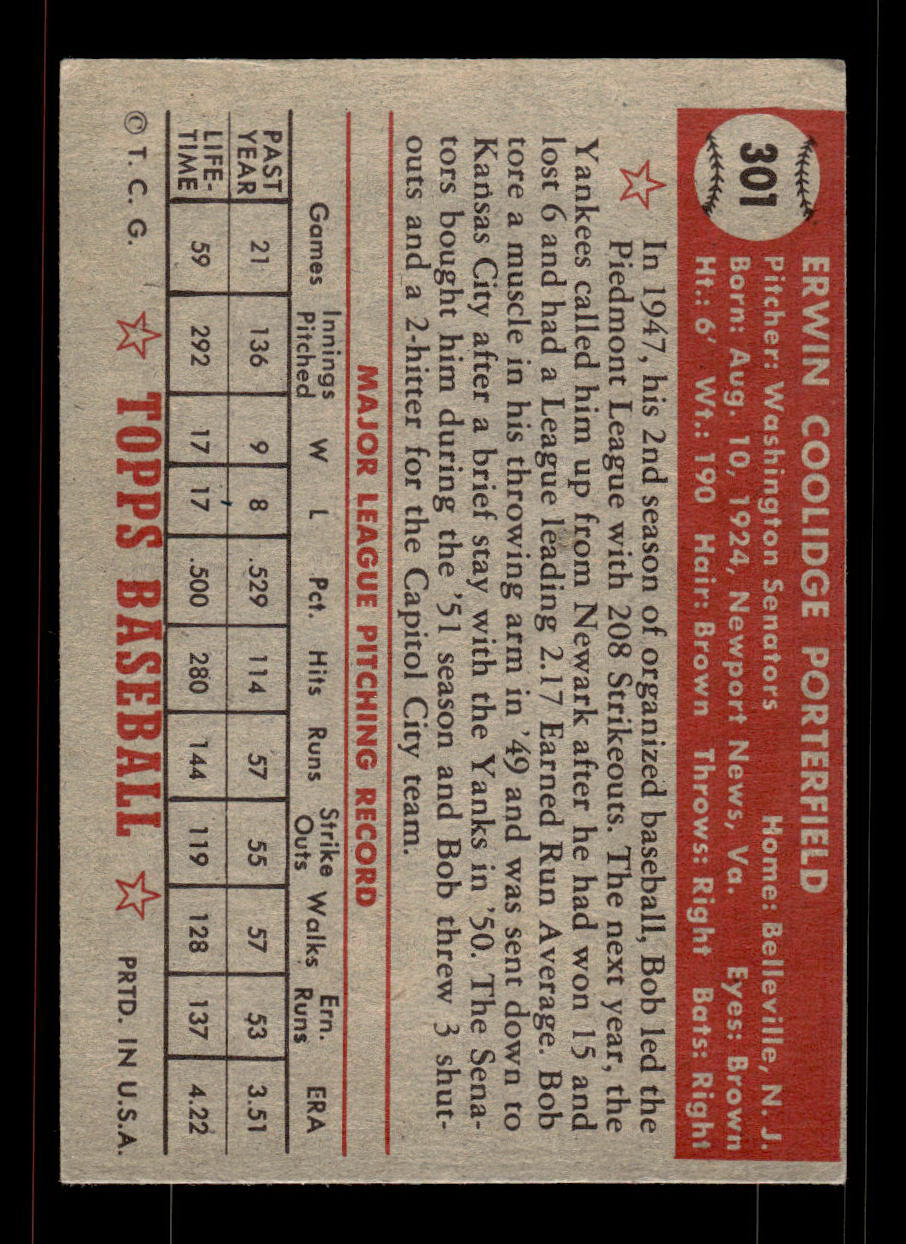 301
ERWIN COOLIDGE PORTERFIELD
Pitcher: Washington Senators Home: Belleville, N. J.
Born: Aug. 10, 1924, Newport News, Va. Eyes: Brown
Ht.: 6' Wt.: 190 Hair: Brown Throws: Right Bats: Right
In 1947, his 2nd season of organized baseball, Bob led the
Piedmont League with 208 Strikeouts. The next year, the
Yankees called him up from Newark after he had won 15 and
lost 6 and had a League leading 2.17 Earned Run Average. Bob
tore a muscle in his throwing arm in '49 and was sent down to
Kansas City after a brief stay with the Yanks in '50. The Sena-
tors bought him during the '51 season and Bob threw 3 shut-
outs and a 2-hitter for the Capitol City team.
MAJOR LEAGUE PITCHING RECORD
Games Innings Pitched W L Pct. Hits Runs Strike Outs Walks Ern. Runs ERA
PAST YEAR 21 136 9 8 .529 114 57 55 57 53 3.51
LIFE-TIME 59 292 17 17 .500 280 144 119 128 137 4.22
© T. C. G. TOPPS BASEBALL PRTD. IN U.S.A.